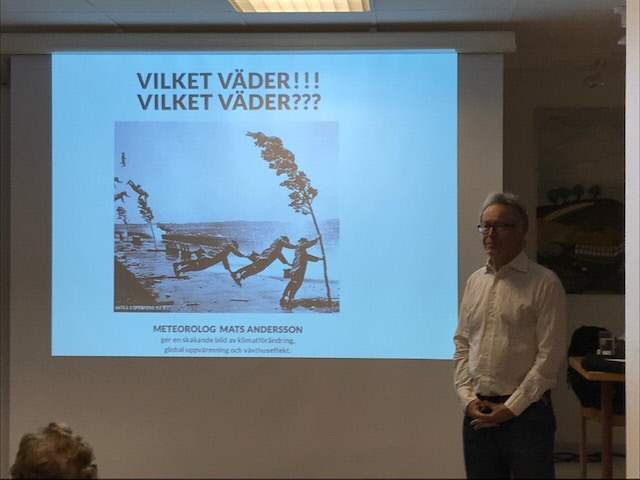 VILKET VÄDER!!!
VILKET VÄDER???
METEOROLOG MATS ANDERSSON
ger en skakande bild av klimatförändring,
global uppvärmning och växthuseffekt.